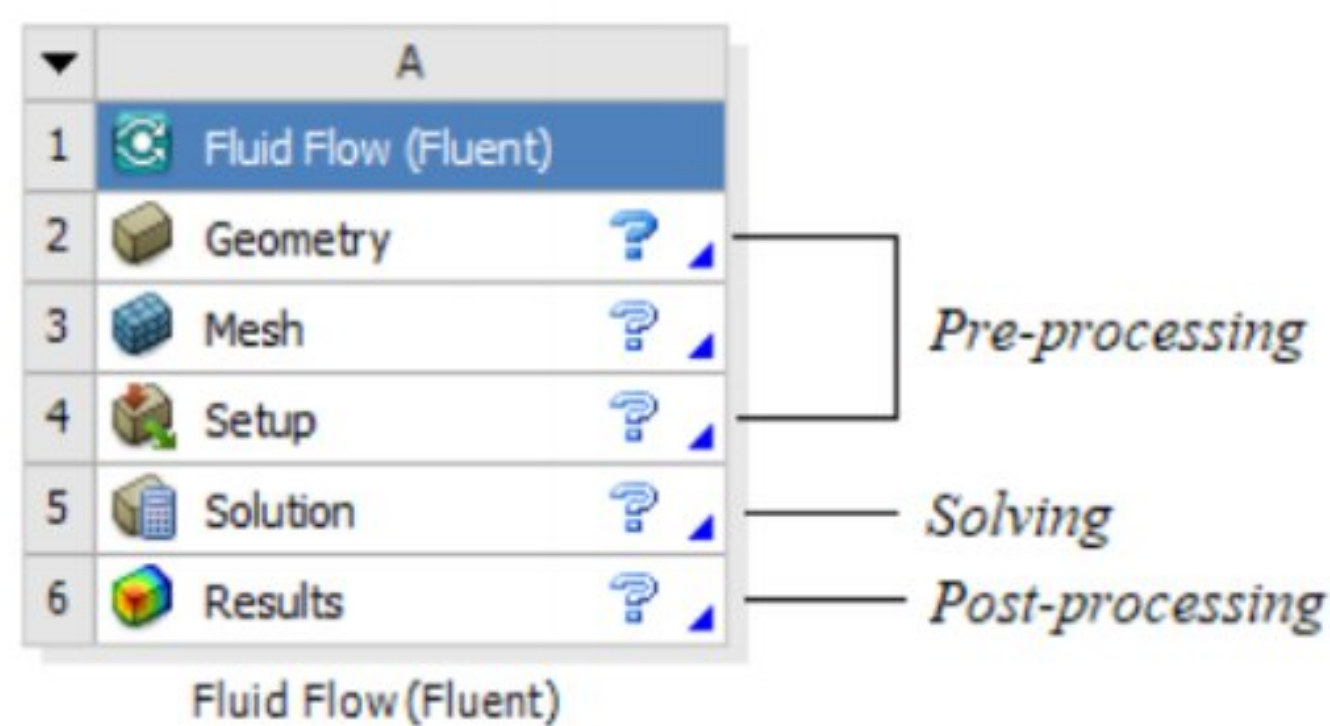 A
1 Fluid Flow (Fluent)
2 Geometry ?
3 Mesh ?
4 Setup ?
5 Solution ?
6 Results ?
Pre-processing
Solving
Post-processing
Fluid Flow (Fluent)